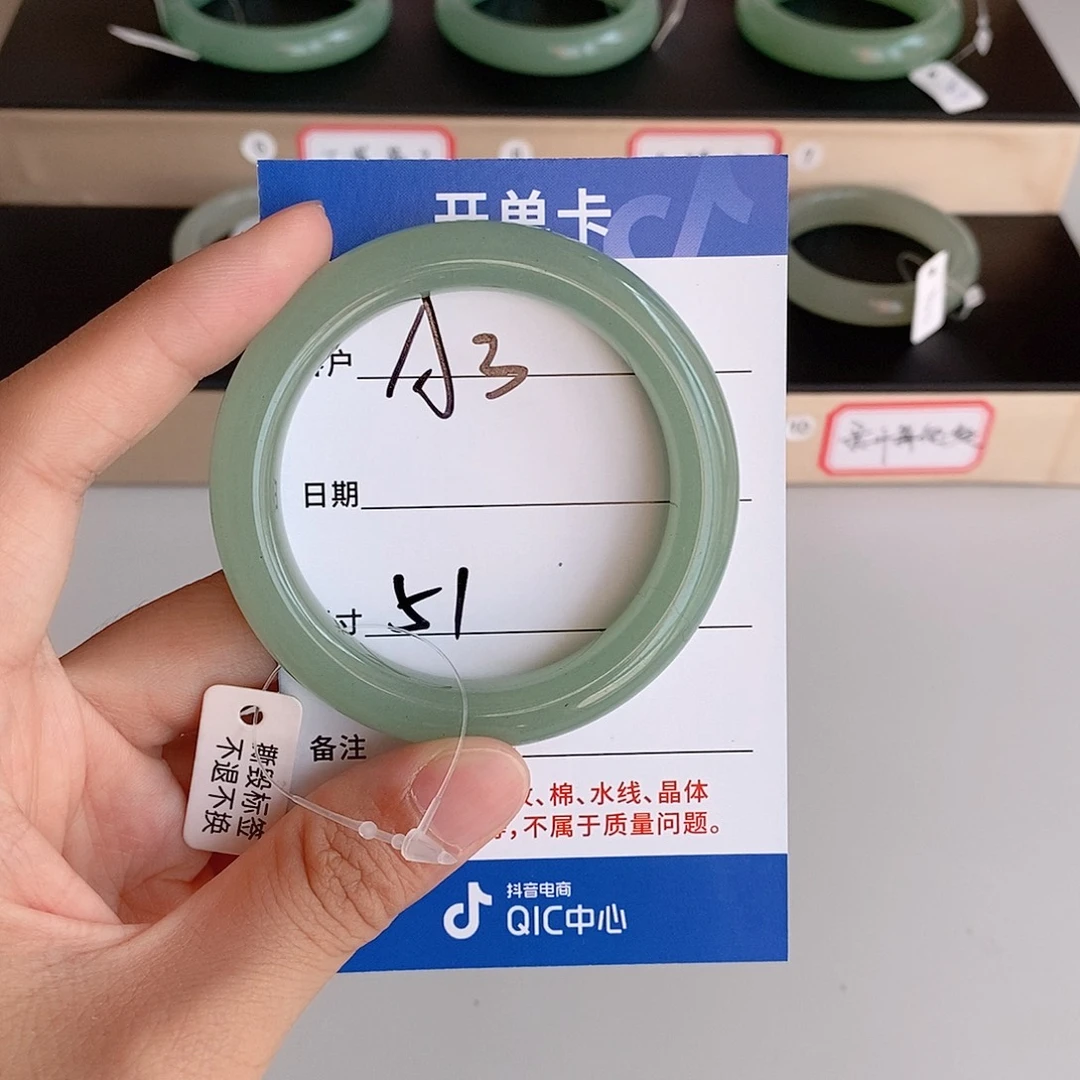 开单卡
户 A3
日期
寸 51
备注
、棉、水线、晶体
,不属于质量问题。
抖音电商
QIC中心
撕毁标签
不退不换
10